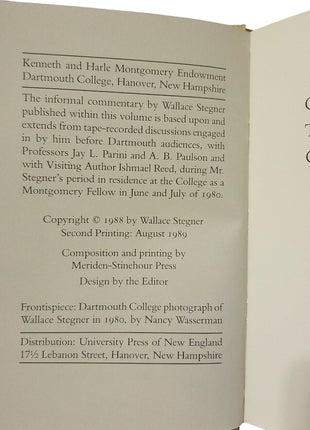 Kenneth and Harle Montgomery Endowment
Dartmouth College, Hanover, New Hampshire
The informal commentary by Wallace Stegner
published within this volume is based upon and
extends from tape-recorded discussions engaged
in by him before Dartmouth audiences, with
Professors Jay L. Parini and A. B. Paulson and
with Visiting Author Ishmael Reed, during Mr.
Stegner's period in residence at the College as a
Montgomery Fellow in June and July of 1980.
Copyright © 1988 by Wallace Stegner
Second Printing: August 1989
Composition and printing by
Meriden-Stinehour Press
Design by the Editor
Frontispiece: Dartmouth College photograph of
Wallace Stegner in 1980, by Nancy Wasserman
Distribution: University Press of New England
17½ Lebanon Street, Hanover, New Hampshire